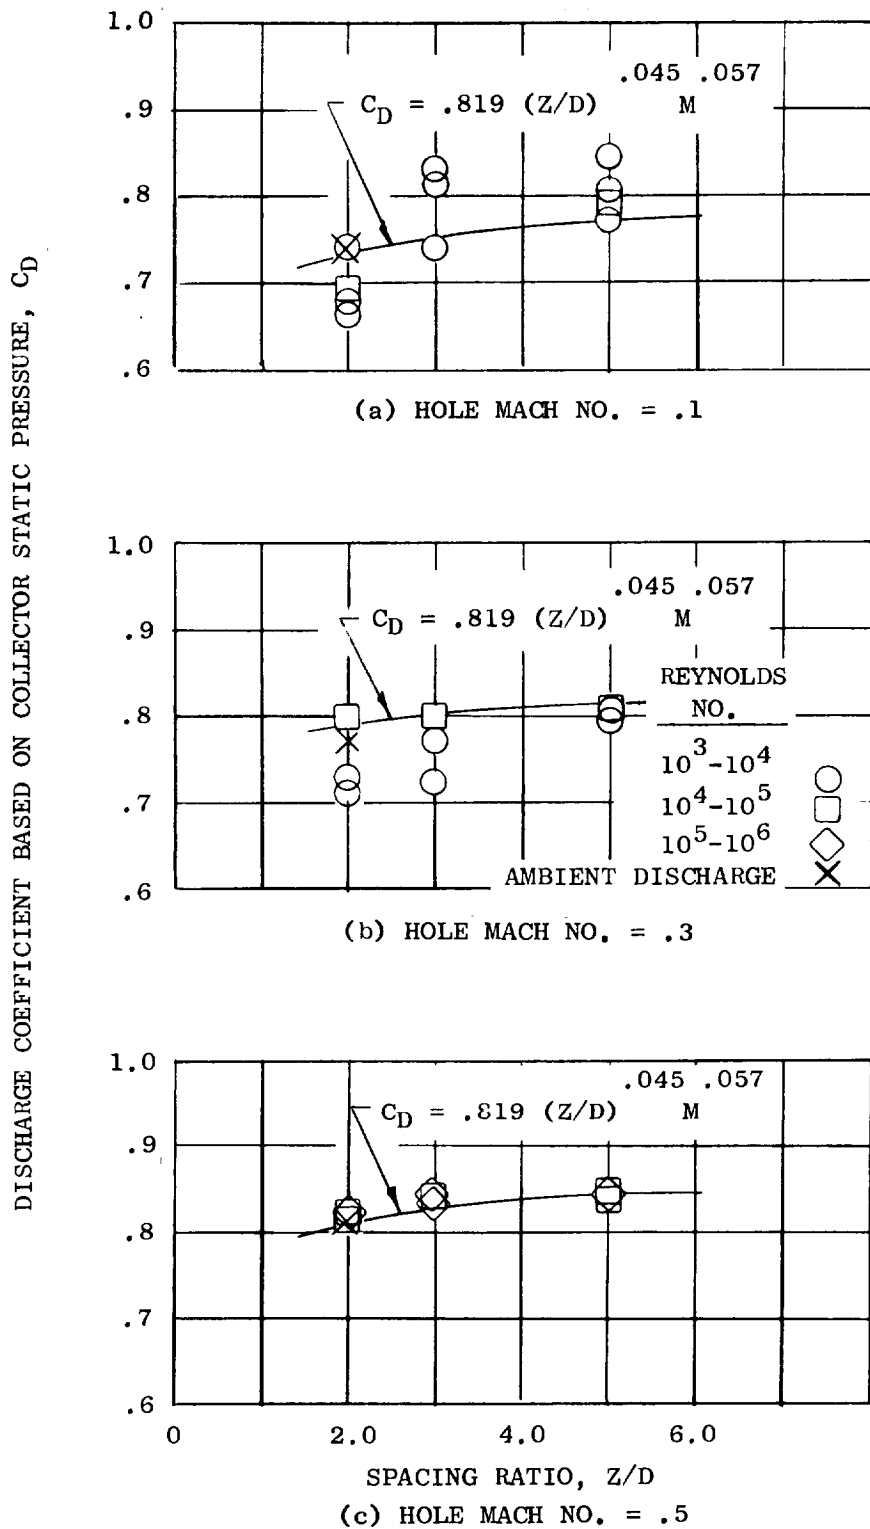 DISCHARGE COEFFICIENT BASED ON COLLECTOR STATIC PRESSURE, C_D
1.0
.9
.8
.7
.6
.045 .057
C_D = .819 (Z/D) M
(a) HOLE MACH NO. = .1
1.0
.9
.8
.7
.6
.045 .057
C_D = .819 (Z/D) M
REYNOLDS
NO.
10^3-10^4
10^4-10^5
10^5-10^6
AMBIENT DISCHARGE
(b) HOLE MACH NO. = .3
1.0
.9
.8
.7
.6
.045 .057
C_D = .819 (Z/D) M
0 2.0 4.0 6.0
SPACING RATIO, Z/D
(c) HOLE MACH NO. = .5